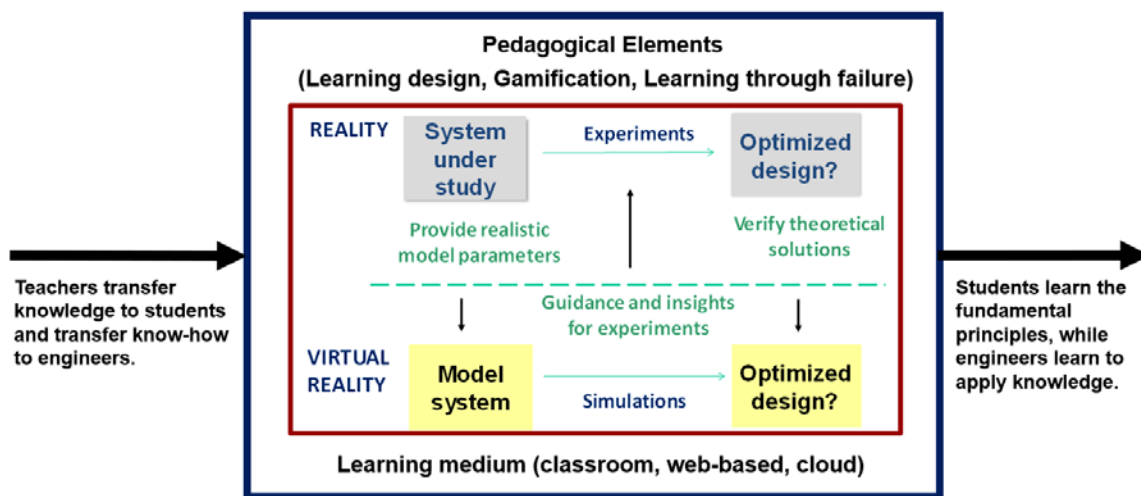 Pedagogical Elements
(Learning design, Gamification, Learning through failure)
REALITY
System
under
study
Experiments
Optimized
design?
Provide realistic
model parameters
Verify theoretical
solutions
Teachers transfer
knowledge to students
and transfer know-how
to engineers.
Students learn the
fundamental
principles, while
engineers learn to
apply knowledge.
Guidance and insights
for experiments
VIRTUAL
REALITY
Model
system
Simulations
Optimized
design?
Learning medium (classroom, web-based, cloud)